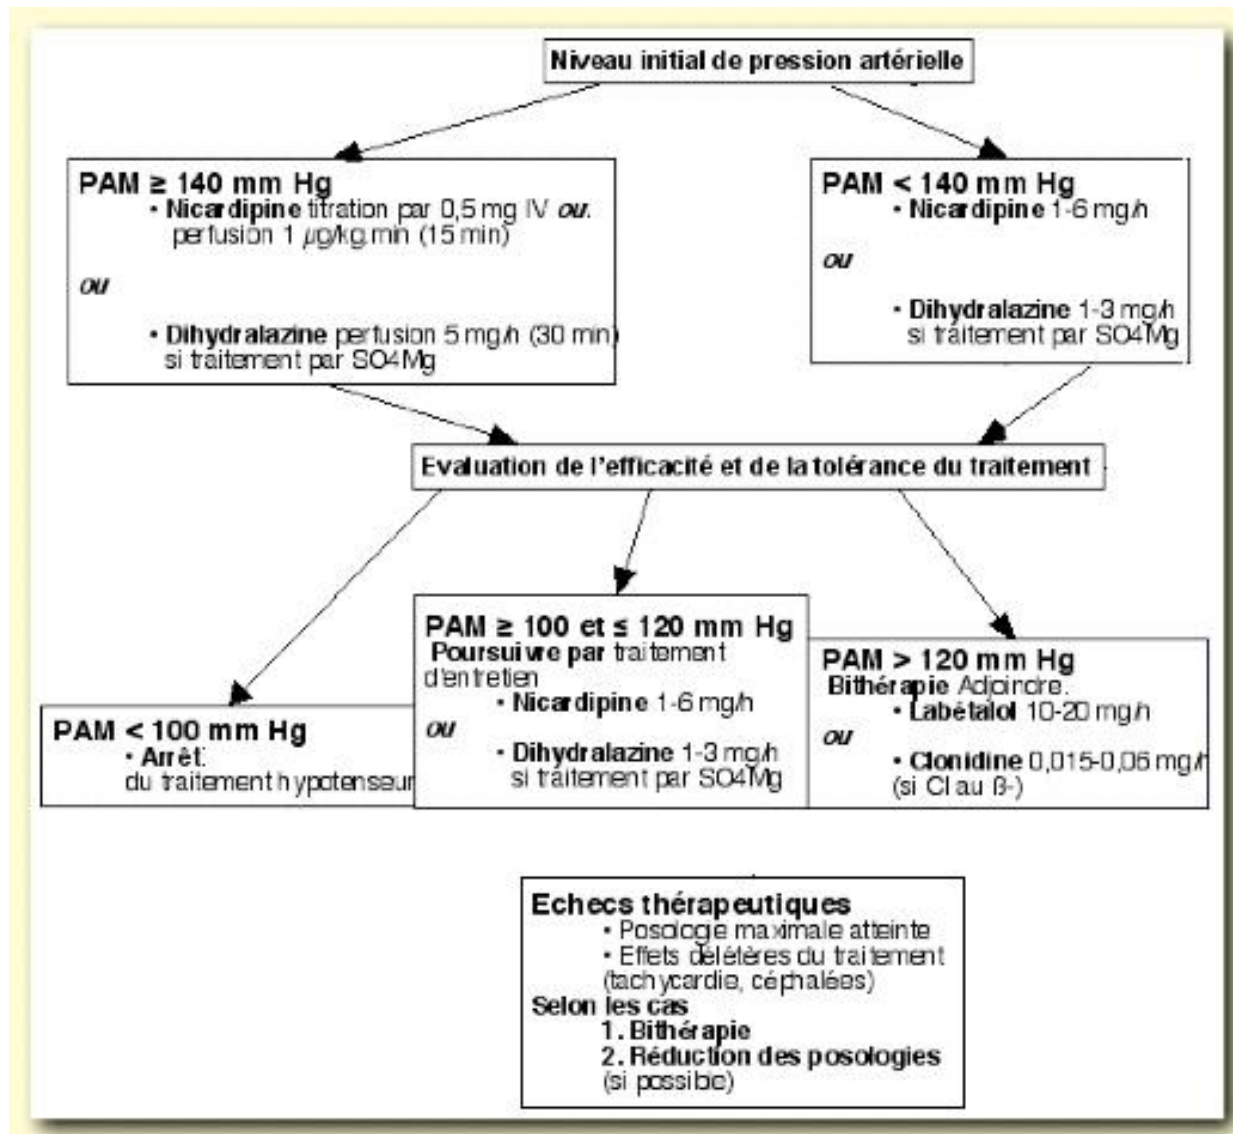 Niveau initial de pression artérielle
PAM ≥ 140 mm Hg
• Nicardipine titration par 0,5 mg IV ou.
perfusion 1 µg/kg.min (15 min)
ou
• Dihydralazine perfusion 5 mg/h (30 min)
si traitement par SO4Mg
PAM < 140 mm Hg
• Nicardipine 1-6 mg/h
ou
• Dihydralazine 1-3 mg/h
si traitement par SO4Mg
Evaluation de l'efficacité et de la tolérance du traitement
PAM < 100 mm Hg
• Arrêt:
du traitement hypotenseur
PAM ≥ 100 et ≤ 120 mm Hg
Poursuivre par traitement
d'entretien
• Nicardipine 1-6 mg/h
ou
• Dihydralazine 1-3 mg/h
si traitement par SO4Mg
PAM > 120 mm Hg
Bithérapie Adjoindre.
• Labétalol 10-20 mg/h
ou
• Clonidine 0,015-0,06 mg/h
(si CI au ß-)
Echecs thérapeutiques
• Posologie maximale atteinte
• Effets délétères du traitement
(tachycardie, céphalées)
Selon les cas
1. Bithérapie
2. Réduction des posologies
(si possible)